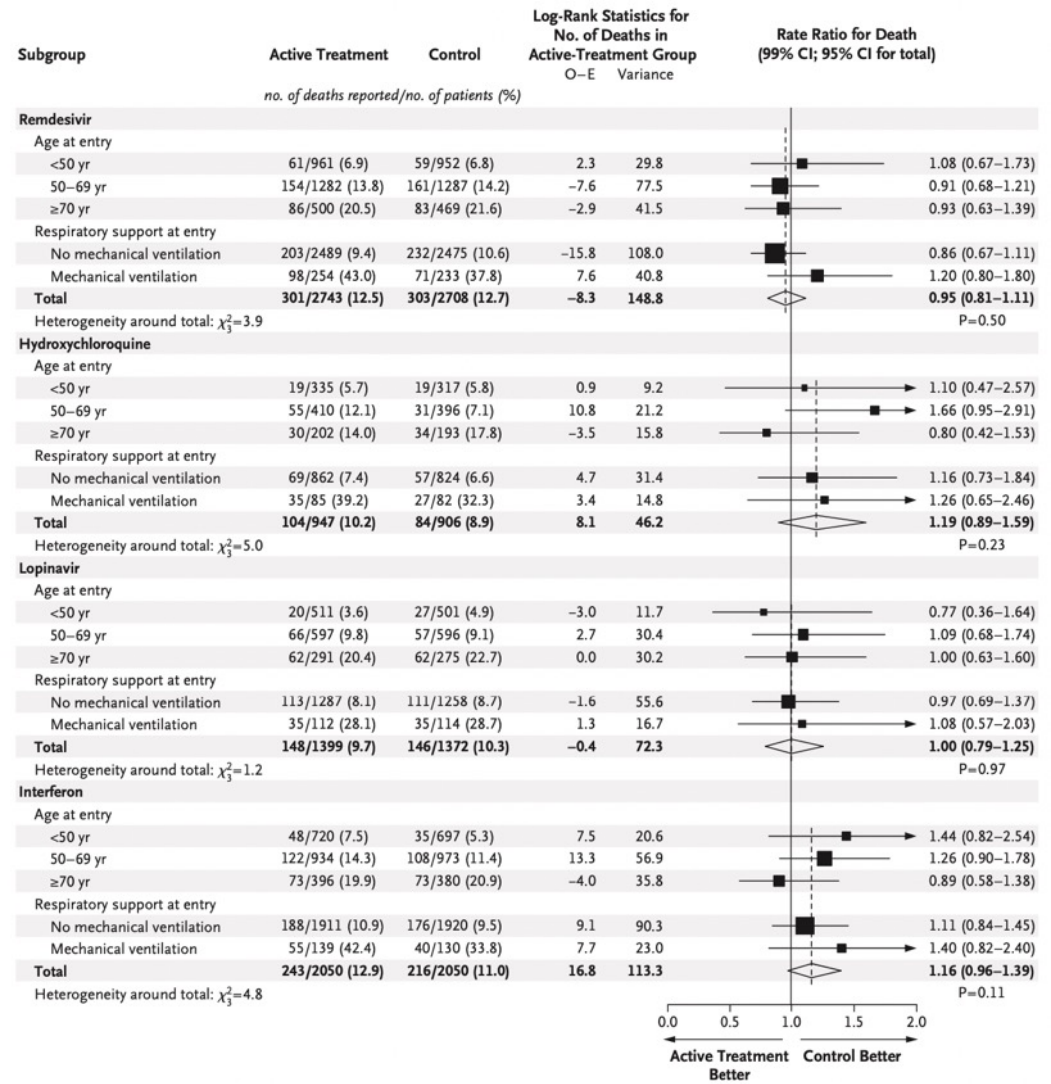 Subgroup Active Treatment Control Log-Rank Statistics for No. of Deaths in Active-Treatment Group Rate Ratio for Death (99% CI; 95% CI for total)
O–E Variance
no. of deaths reported/no. of patients (%)
Remdesivir
Age at entry
<50 yr 61/961 (6.9) 59/952 (6.8) 2.3 29.8 1.08 (0.67–1.73)
50–69 yr 154/1282 (13.8) 161/1287 (14.2) −7.6 77.5 0.91 (0.68–1.21)
≥70 yr 86/500 (20.5) 83/469 (21.6) −2.9 41.5 0.93 (0.63–1.39)
Respiratory support at entry
No mechanical ventilation 203/2489 (9.4) 232/2475 (10.6) −15.8 108.0 0.86 (0.67–1.11)
Mechanical ventilation 98/254 (43.0) 71/233 (37.8) 7.6 40.8 1.20 (0.80–1.80)
Total 301/2743 (12.5) 303/2708 (12.7) −8.3 148.8 0.95 (0.81–1.11)
Heterogeneity around total: χ²₃=3.9 P=0.50
Hydroxychloroquine
Age at entry
<50 yr 19/335 (5.7) 19/317 (5.8) 0.9 9.2 1.10 (0.47–2.57)
50–69 yr 55/410 (12.1) 31/396 (7.1) 10.8 21.2 1.66 (0.95–2.91)
≥70 yr 30/202 (14.0) 34/193 (17.8) −3.5 15.8 0.80 (0.42–1.53)
Respiratory support at entry
No mechanical ventilation 69/862 (7.4) 57/824 (6.6) 4.7 31.4 1.16 (0.73–1.84)
Mechanical ventilation 35/85 (39.2) 27/82 (32.3) 3.4 14.8 1.26 (0.65–2.46)
Total 104/947 (10.2) 84/906 (8.9) 8.1 46.2 1.19 (0.89–1.59)
Heterogeneity around total: χ²₃=5.0 P=0.23
Lopinavir
Age at entry
<50 yr 20/511 (3.6) 27/501 (4.9) −3.0 11.7 0.77 (0.36–1.64)
50–69 yr 66/597 (9.8) 57/596 (9.1) 2.7 30.4 1.09 (0.68–1.74)
≥70 yr 62/291 (20.4) 62/275 (22.7) 0.0 30.2 1.00 (0.63–1.60)
Respiratory support at entry
No mechanical ventilation 113/1287 (8.1) 111/1258 (8.7) −1.6 55.6 0.97 (0.69–1.37)
Mechanical ventilation 35/112 (28.1) 35/114 (28.7) 1.3 16.7 1.08 (0.57–2.03)
Total 148/1399 (9.7) 146/1372 (10.3) −0.4 72.3 1.00 (0.79–1.25)
Heterogeneity around total: χ²₃=1.2 P=0.97
Interferon
Age at entry
<50 yr 48/720 (7.5) 35/697 (5.3) 7.5 20.6 1.44 (0.82–2.54)
50–69 yr 122/934 (14.3) 108/973 (11.4) 13.3 56.9 1.26 (0.90–1.78)
≥70 yr 73/396 (19.9) 73/380 (20.9) −4.0 35.8 0.89 (0.58–1.38)
Respiratory support at entry
No mechanical ventilation 188/1911 (10.9) 176/1920 (9.5) 9.1 90.3 1.11 (0.84–1.45)
Mechanical ventilation 55/139 (42.4) 40/130 (33.8) 7.7 23.0 1.40 (0.82–2.40)
Total 243/2050 (12.9) 216/2050 (11.0) 16.8 113.3 1.16 (0.96–1.39)
Heterogeneity around total: χ²₃=4.8 P=0.11
0.0 0.5 1.0 1.5 2.0
Active Treatment Better Control Better